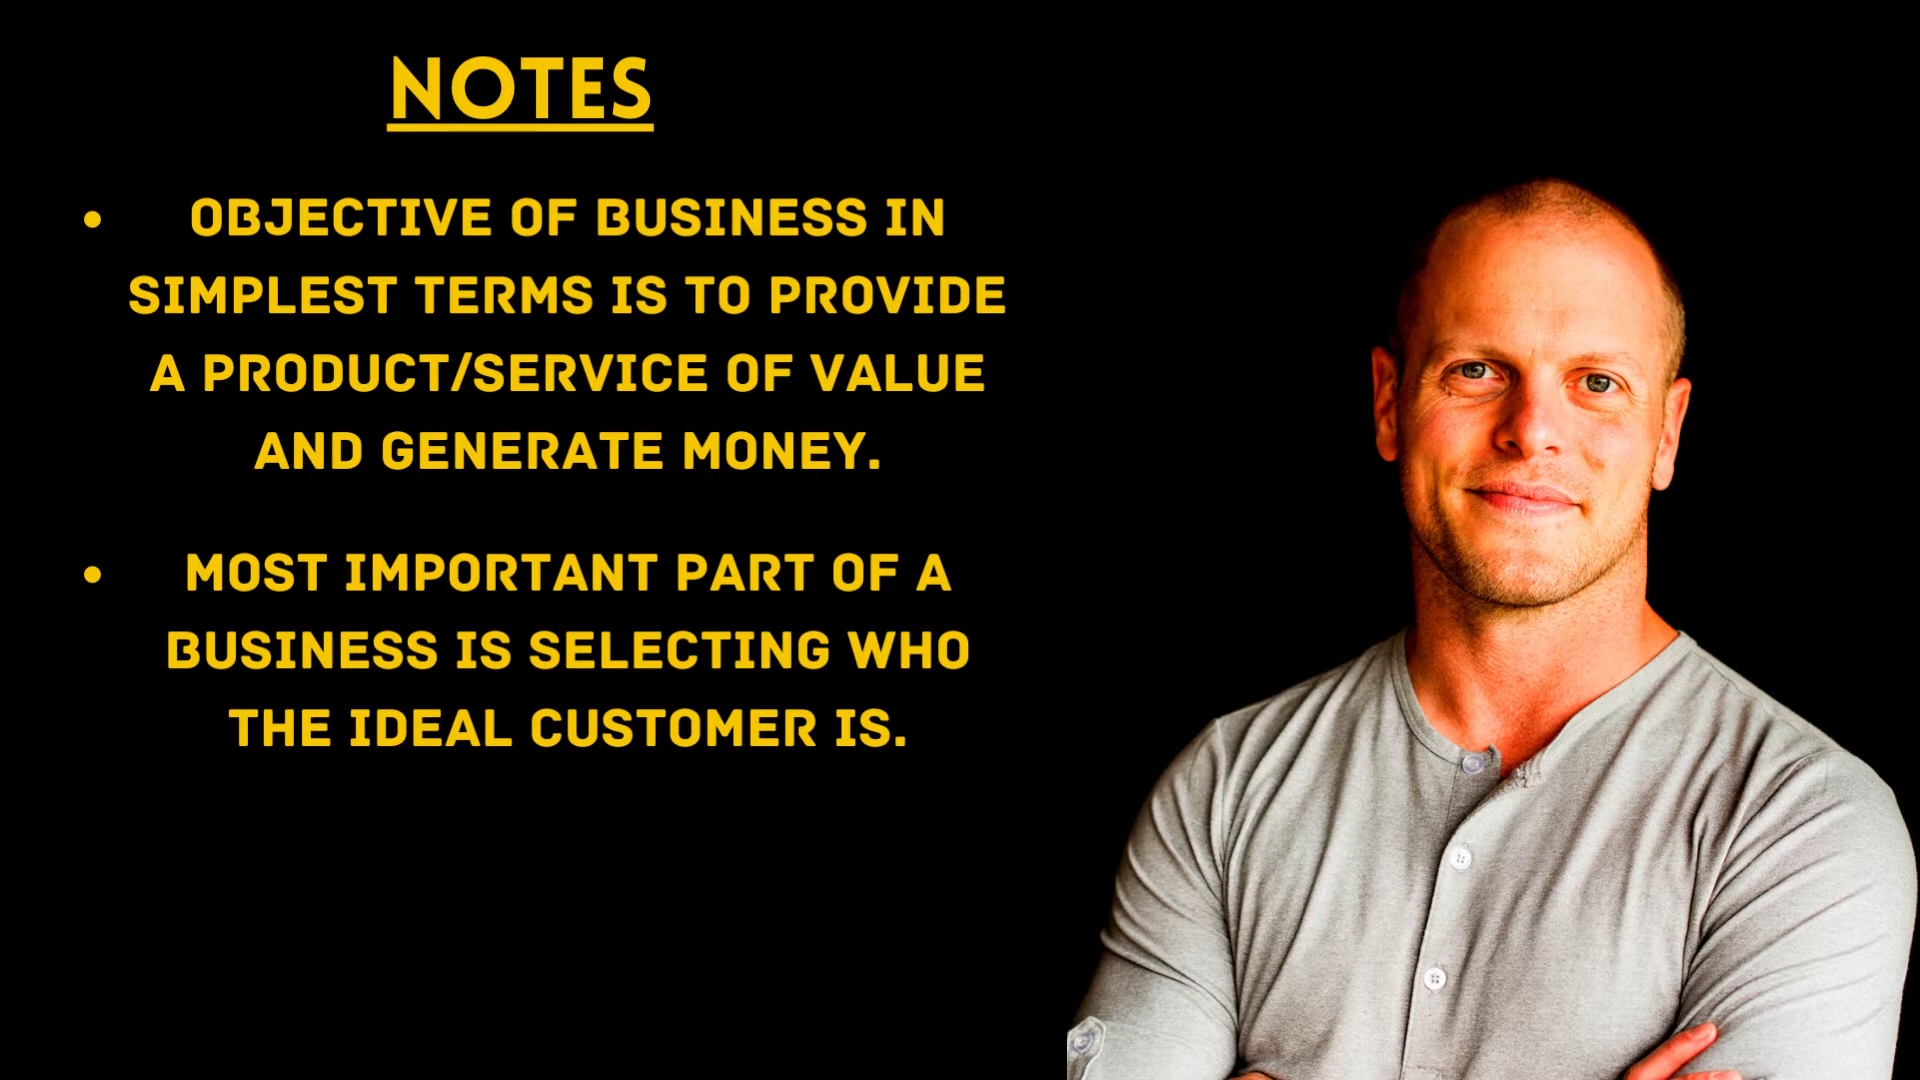 NOTES
• OBJECTIVE OF BUSINESS IN
SIMPLEST TERMS IS TO PROVIDE
A PRODUCT/SERVICE OF VALUE
AND GENERATE MONEY.
• MOST IMPORTANT PART OF A
BUSINESS IS SELECTING WHO
THE IDEAL CUSTOMER IS.